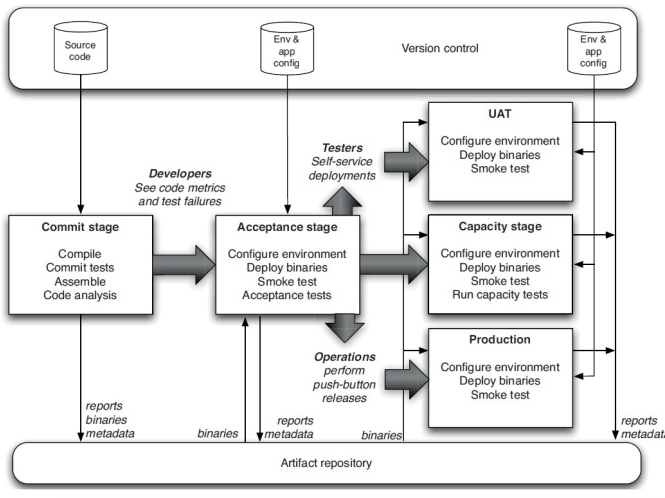 Source
code
Env &
app
config
Version control
Env &
app
config
Developers
See code metrics
and test failures
Testers
Self-service
deployments
UAT
Configure environment
Deploy binaries
Smoke test
Commit stage
Compile
Commit tests
Assemble
Code analysis
Acceptance stage
Configure environment
Deploy binaries
Smoke test
Acceptance tests
Capacity stage
Configure environment
Deploy binaries
Smoke test
Run capacity tests
Operations
perform
push-button
releases
Production
Configure environment
Deploy binaries
Smoke test
reports
binaries
metadata
binaries
reports
metadata
binaries
reports
metadata
Artifact repository